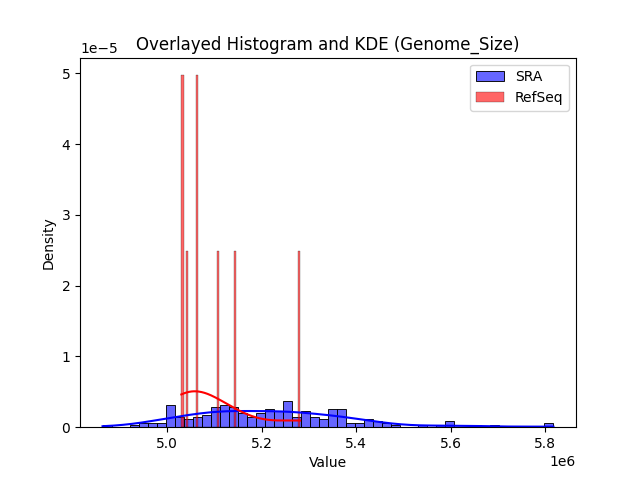 Overlayed Histogram and KDE (Genome_Size)
1e−5
SRA
RefSeq
5
4
3
2
1
0
Density
5.0 5.2 5.4 5.6 5.8
1e6
Value